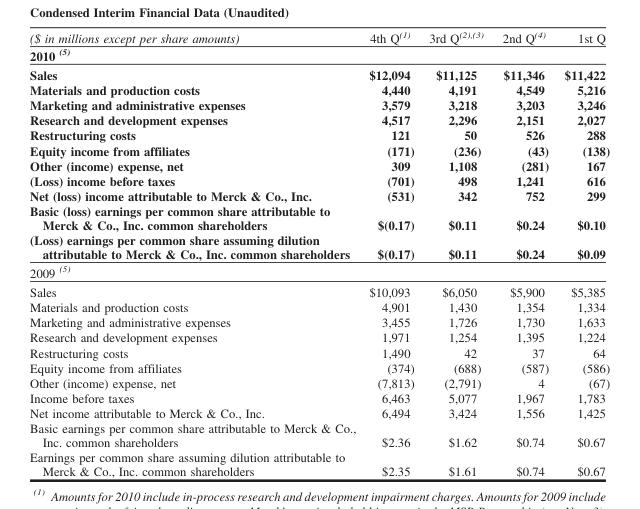 Condensed Interim Financial Data (Unaudited)
($ in millions except per share amounts) 4th Q(1) 3rd Q(2),(3) 2nd Q(4) 1st Q
2010 (5)
Sales $12,094 $11,125 $11,346 $11,422
Materials and production costs 4,440 4,191 4,549 5,216
Marketing and administrative expenses 3,579 3,218 3,203 3,246
Research and development expenses 4,517 2,296 2,151 2,027
Restructuring costs 121 50 526 288
Equity income from affiliates (171) (236) (43) (138)
Other (income) expense, net 309 1,108 (281) 167
(Loss) income before taxes (701) 498 1,241 616
Net (loss) income attributable to Merck & Co., Inc. (531) 342 752 299
Basic (loss) earnings per common share attributable to
Merck & Co., Inc. common shareholders $(0.17) $0.11 $0.24 $0.10
(Loss) earnings per common share assuming dilution
attributable to Merck & Co., Inc. common shareholders $(0.17) $0.11 $0.24 $0.09
2009 (5)
Sales $10,093 $6,050 $5,900 $5,385
Materials and production costs 4,901 1,430 1,354 1,334
Marketing and administrative expenses 3,455 1,726 1,730 1,633
Research and development expenses 1,971 1,254 1,395 1,224
Restructuring costs 1,490 42 37 64
Equity income from affiliates (374) (688) (587) (586)
Other (income) expense, net (7,813) (2,791) 4 (67)
Income before taxes 6,463 5,077 1,967 1,783
Net income attributable to Merck & Co., Inc. 6,494 3,424 1,556 1,425
Basic earnings per common share attributable to Merck & Co.,
Inc. common shareholders $2.36 $1.62 $0.74 $0.67
Earnings per common share assuming dilution attributable to
Merck & Co., Inc. common shareholders $2.35 $1.61 $0.74 $0.67
(1) Amounts for 2010 include in-process research and development impairment charges. Amounts for 2009 include